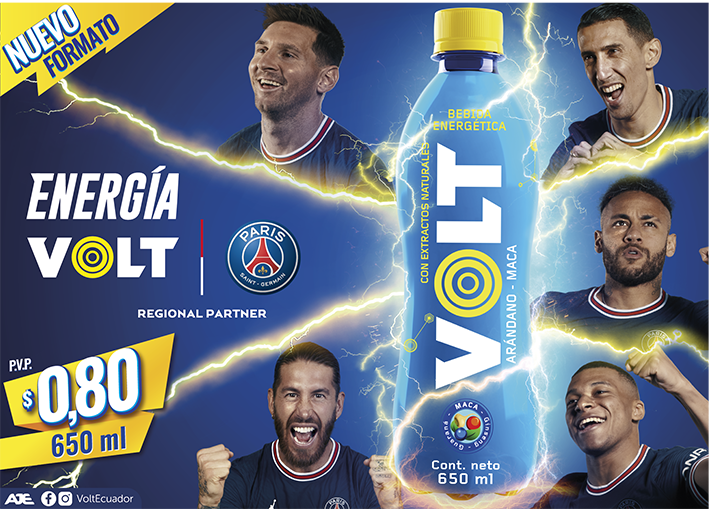 NUEVO
FORMATO
ENERGÍA
VOLT
PARIS
SAINT-GERMAIN
REGIONAL PARTNER
P.V.P.
$0,80
650 ml
AJE
VoltEcuador
BEBIDA
ENERGÉTICA
CON EXTRACTOS NATURALES
VOLT
ARÁNDANO - MACA
MACA - Ginseng - Guaraná
Cont. neto
650 ml